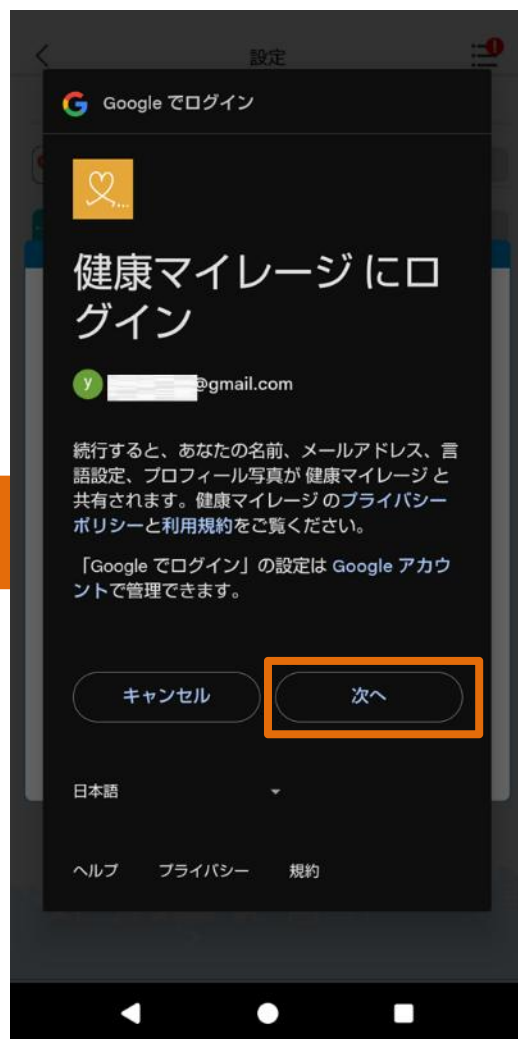 設定
1
Google でログイン
健康マイレージ にロ
グイン
y @gmail.com
続行すると、あなたの名前、メールアドレス、言
語設定、プロフィール写真が 健康マイレージ と
共有されます。健康マイレージ のプライバシー
ポリシーと利用規約をご覧ください。
「Google でログイン」の設定は Google アカウ
ントで管理できます。
キャンセル 次へ
日本語
ヘルプ プライバシー 規約